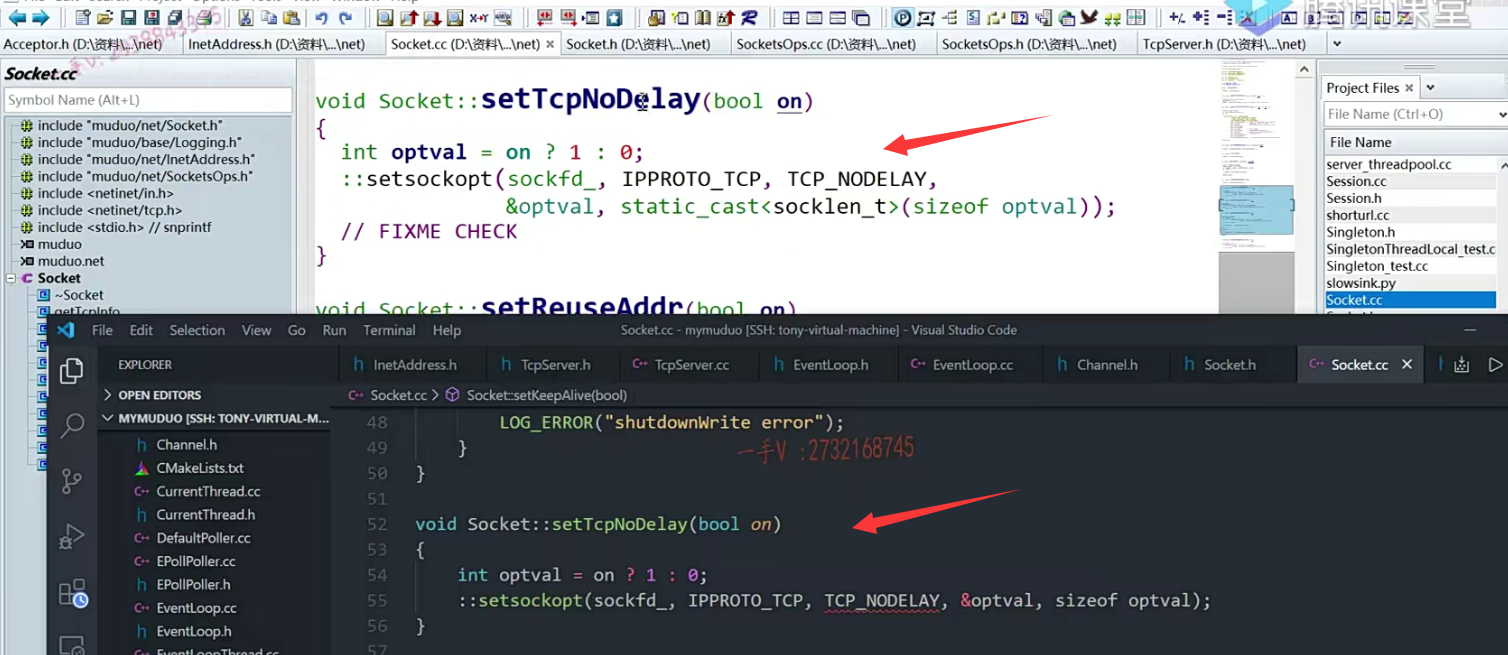 腾讯课堂
Acceptor.h (D:\资料\...\net) InetAddress.h (D:\资料\...\net) Socket.cc (D:\资料\...\net) × Socket.h (D:\资料\...\net) SocketsOps.cc (D:\资料\...\net) SocketsOps.h (D:\资料\...\net) TcpServer.h (D:\资料\...\net)
Socket.cc
Symbol Name (Alt+L)
include "muduo/net/Socket.h"
include "muduo/base/Logging.h"
include "muduo/net/InetAddress.h"
include "muduo/net/SocketsOps.h"
include <netinet/in.h>
include <netinet/tcp.h>
include <stdio.h> // snprintf
muduo
muduo.net
Socket
~Socket
getTcpInfo
void Socket::setTcpNoDelay(bool on)
{
int optval = on ? 1 : 0;
::setsockopt(sockfd_, IPPROTO_TCP, TCP_NODELAY,
&optval, static_cast<socklen_t>(sizeof optval));
// FIXME CHECK
}
void Socket::setReuseAddr(bool on)
Project Files ×
File Name (Ctrl+O)
File Name
server_threadpool.cc
Session.cc
Session.h
shorturl.cc
Singleton.h
SingletonThreadLocal_test.c
Singleton_test.cc
slowsink.py
Socket.cc
File Edit Selection View Go Run Terminal Help
Socket.cc - mymuduo [SSH: tony-virtual-machine] - Visual Studio Code
EXPLORER
InetAddress.h TcpServer.h TcpServer.cc EventLoop.h EventLoop.cc Channel.h Socket.h Socket.cc ×
OPEN EDITORS
MYMUDUO [SSH: TONY-VIRTUAL-M...
Channel.h
CMakeLists.txt
CurrentThread.cc
CurrentThread.h
DefaultPoller.cc
EPollPoller.cc
EPollPoller.h
EventLoop.cc
EventLoop.h
EventLoopThread.cc
Socket.cc > Socket::setKeepAlive(bool)
48 LOG_ERROR("shutdownWrite error");
49 }
一手V :2732168745
50 }
51
52 void Socket::setTcpNoDelay(bool on)
53 {
54 int optval = on ? 1 : 0;
55 ::setsockopt(sockfd_, IPPROTO_TCP, TCP_NODELAY, &optval, sizeof optval);
56 }
57